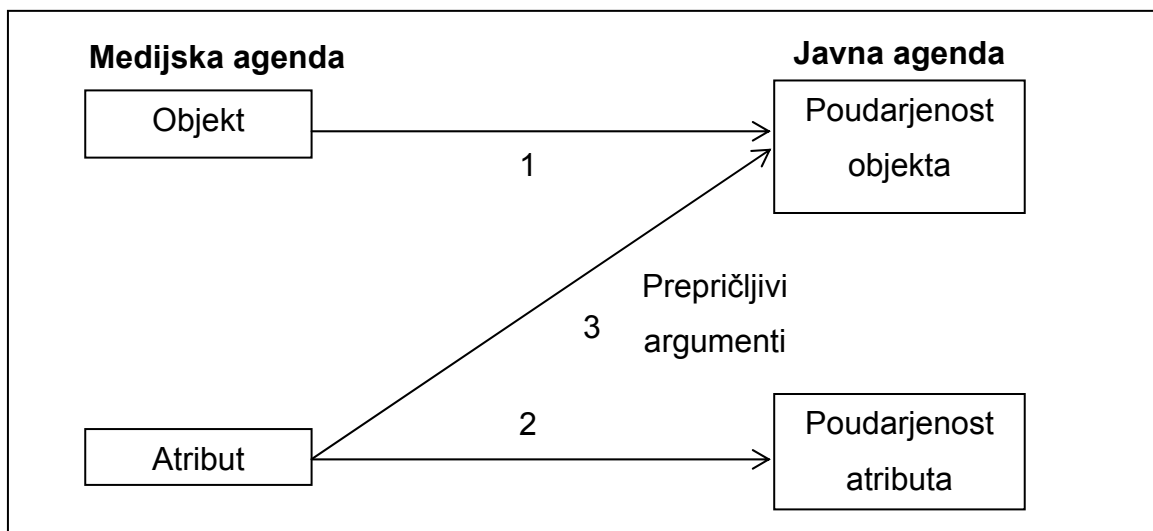 Medijska agenda
Javna agenda
Objekt
Poudarjenost
objekta
1
Prepričljivi
argumenti
3
2
Atribut
Poudarjenost
atributa